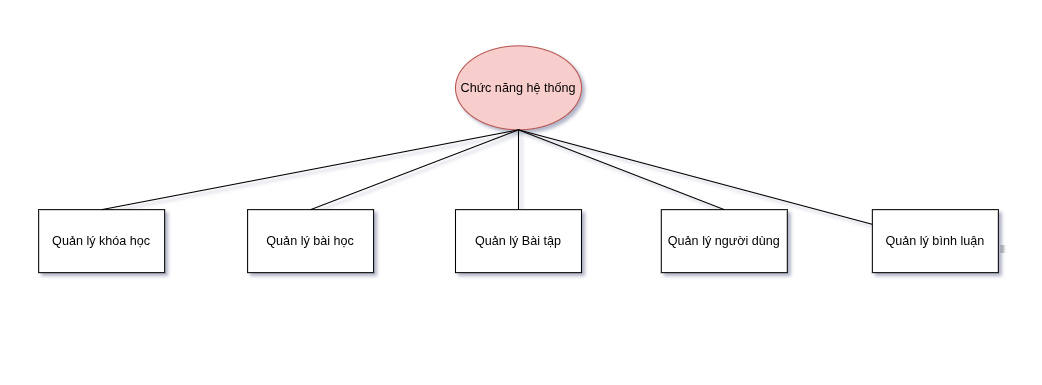 Chức năng hệ thống
Quản lý khóa học
Quản lý bài học
Quản lý Bài tập
Quản lý người dùng
Quản lý bình luận